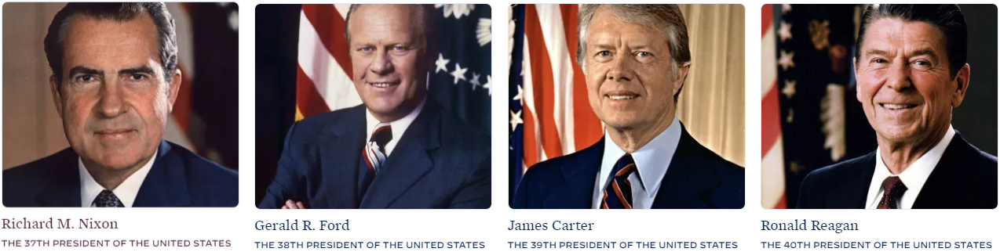 Richard M. Nixon
THE 37TH PRESIDENT OF THE UNITED STATES
Gerald R. Ford
THE 38TH PRESIDENT OF THE UNITED STATES
James Carter
THE 39TH PRESIDENT OF THE UNITED STATES
Ronald Reagan
THE 40TH PRESIDENT OF THE UNITED STATES